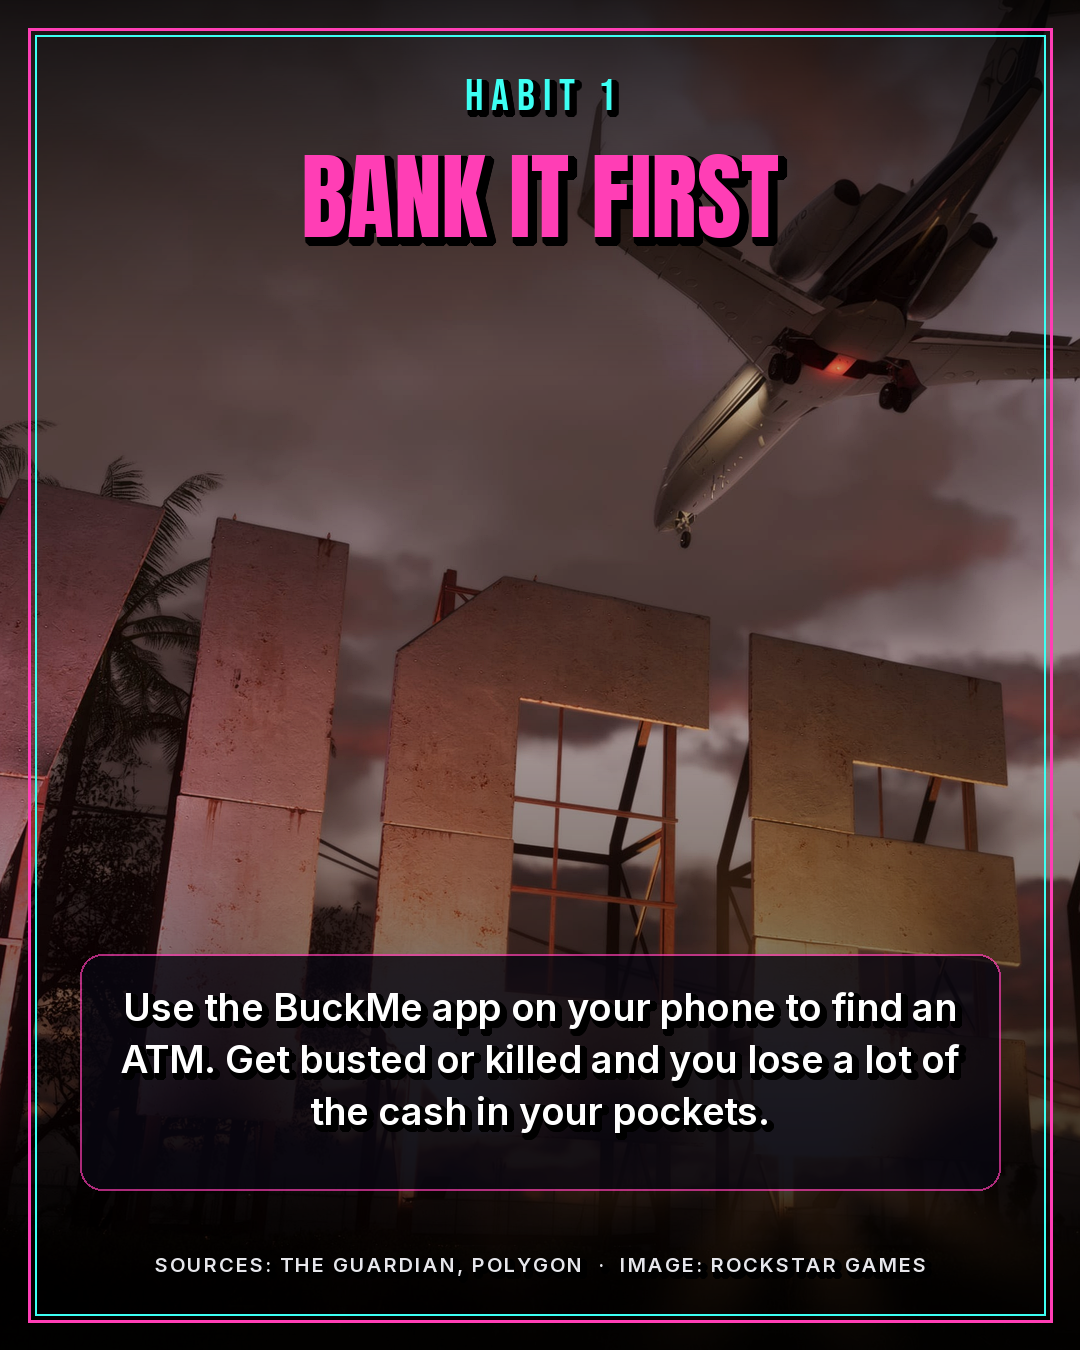 HABIT 1
BANK IT FIRST
Use the BuckMe app on your phone to find an
ATM. Get busted or killed and you lose a lot of
the cash in your pockets.
SOURCES: THE GUARDIAN, POLYGON · IMAGE: ROCKSTAR GAMES